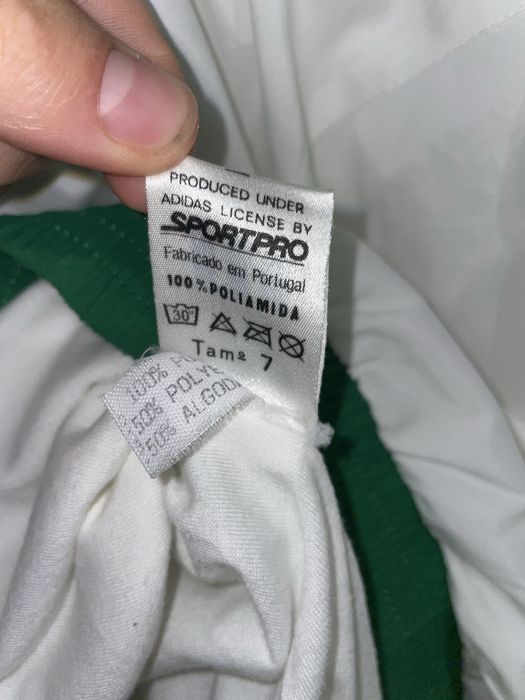 PRODUCED UNDER
ADIDAS LICENSE BY
SPORTPRO
Fabricado em Portugal
100% POLIAMIDA
30°
Tamº 7
100%
50% POLYE
50% ALGOD